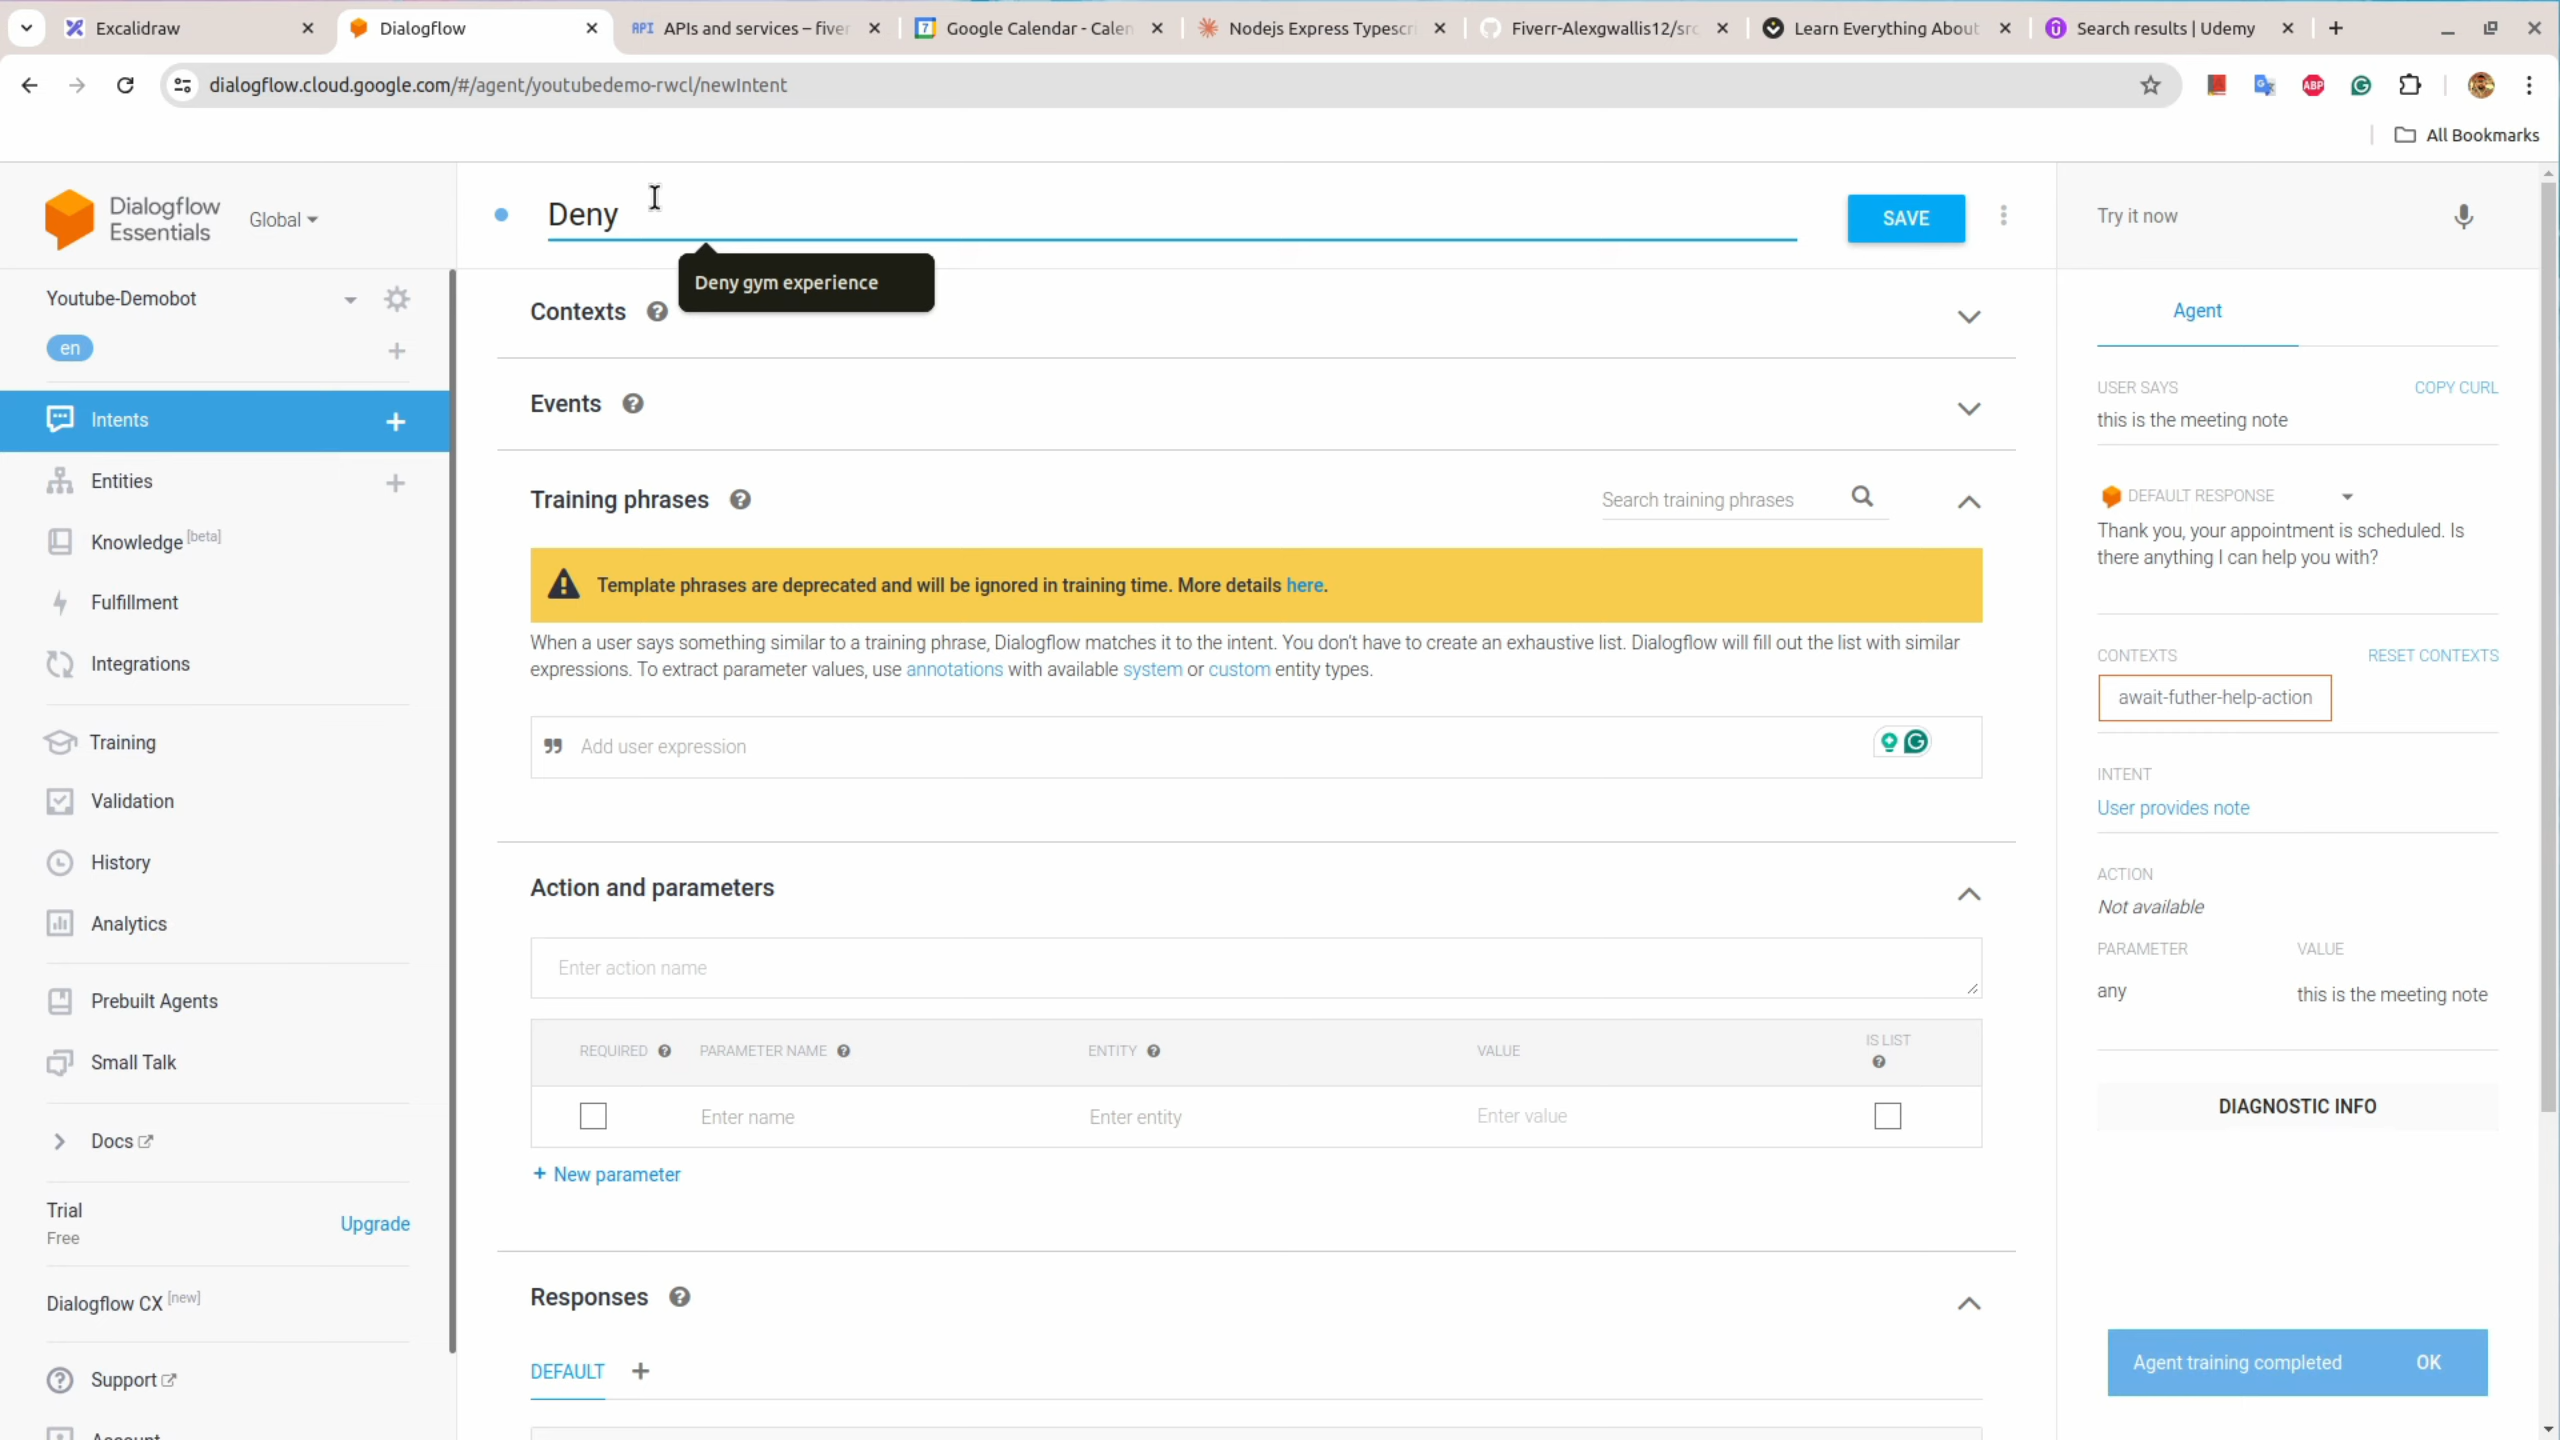 Excalidraw
Dialogflow
API APIs and services – fiver
7 Google Calendar - Calen
Nodejs Express Typescri
Fiverr-Alexgwallis12/src
Learn Everything About
Search results | Udemy
dialogflow.cloud.google.com/#/agent/youtubedemo-rwcl/newIntent
ABP
All Bookmarks
Dialogflow
Essentials
Global
Deny
SAVE
Try it now
Deny gym experience
Youtube-Demobot
en
Intents
Entities
Knowledge [beta]
Fulfillment
Integrations
Training
Validation
History
Analytics
Prebuilt Agents
Small Talk
Docs
Trial
Free
Upgrade
Dialogflow CX [new]
Support
Account
Contexts
Events
Training phrases
Search training phrases
Template phrases are deprecated and will be ignored in training time. More details here.
When a user says something similar to a training phrase, Dialogflow matches it to the intent. You don't have to create an exhaustive list. Dialogflow will fill out the list with similar
expressions. To extract parameter values, use annotations with available system or custom entity types.
Add user expression
Action and parameters
Enter action name
REQUIRED PARAMETER NAME ENTITY VALUE IS LIST
Enter name Enter entity Enter value
+ New parameter
Responses
DEFAULT
Agent
USER SAYS COPY CURL
this is the meeting note
DEFAULT RESPONSE
Thank you, your appointment is scheduled. Is
there anything I can help you with?
CONTEXTS RESET CONTEXTS
await-futher-help-action
INTENT
User provides note
ACTION
Not available
PARAMETER VALUE
any this is the meeting note
DIAGNOSTIC INFO
Agent training completed OK